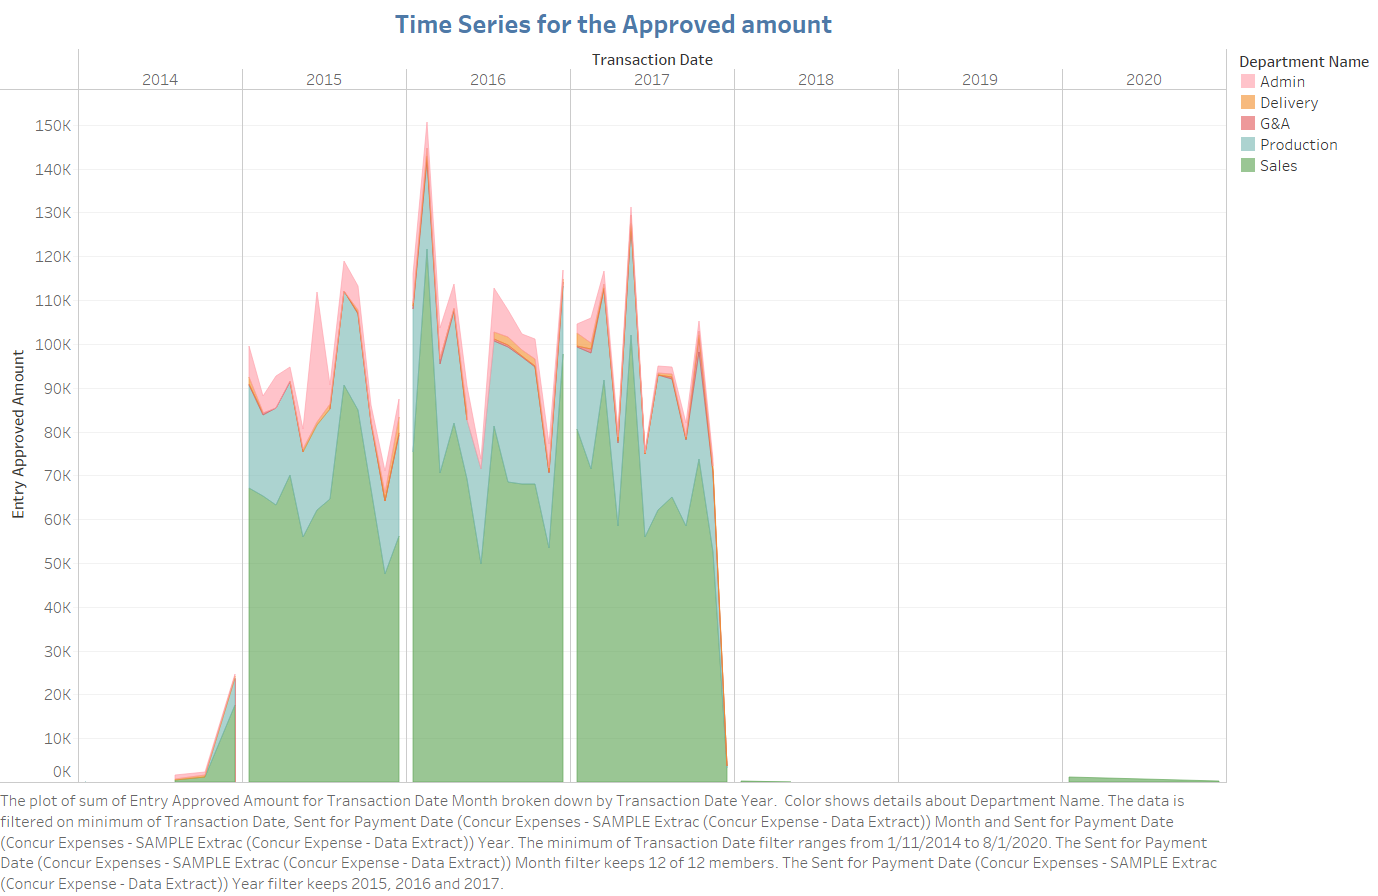 Time Series for the Approved amount
Transaction Date
2014 2015 2016 2017 2018 2019 2020
Department Name
Admin
Delivery
G&A
Production
Sales
Entry Approved Amount
150K
140K
130K
120K
110K
100K
90K
80K
70K
60K
50K
40K
30K
20K
10K
0K
The plot of sum of Entry Approved Amount for Transaction Date Month broken down by Transaction Date Year.  Color shows details about Department Name. The data is
filtered on minimum of Transaction Date, Sent for Payment Date (Concur Expenses - SAMPLE Extrac (Concur Expense - Data Extract)) Month and Sent for Payment Date
(Concur Expenses - SAMPLE Extrac (Concur Expense - Data Extract)) Year. The minimum of Transaction Date filter ranges from 1/11/2014 to 8/1/2020. The Sent for Payment
Date (Concur Expenses - SAMPLE Extrac (Concur Expense - Data Extract)) Month filter keeps 12 of 12 members. The Sent for Payment Date (Concur Expenses - SAMPLE Extrac
(Concur Expense - Data Extract)) Year filter keeps 2015, 2016 and 2017.